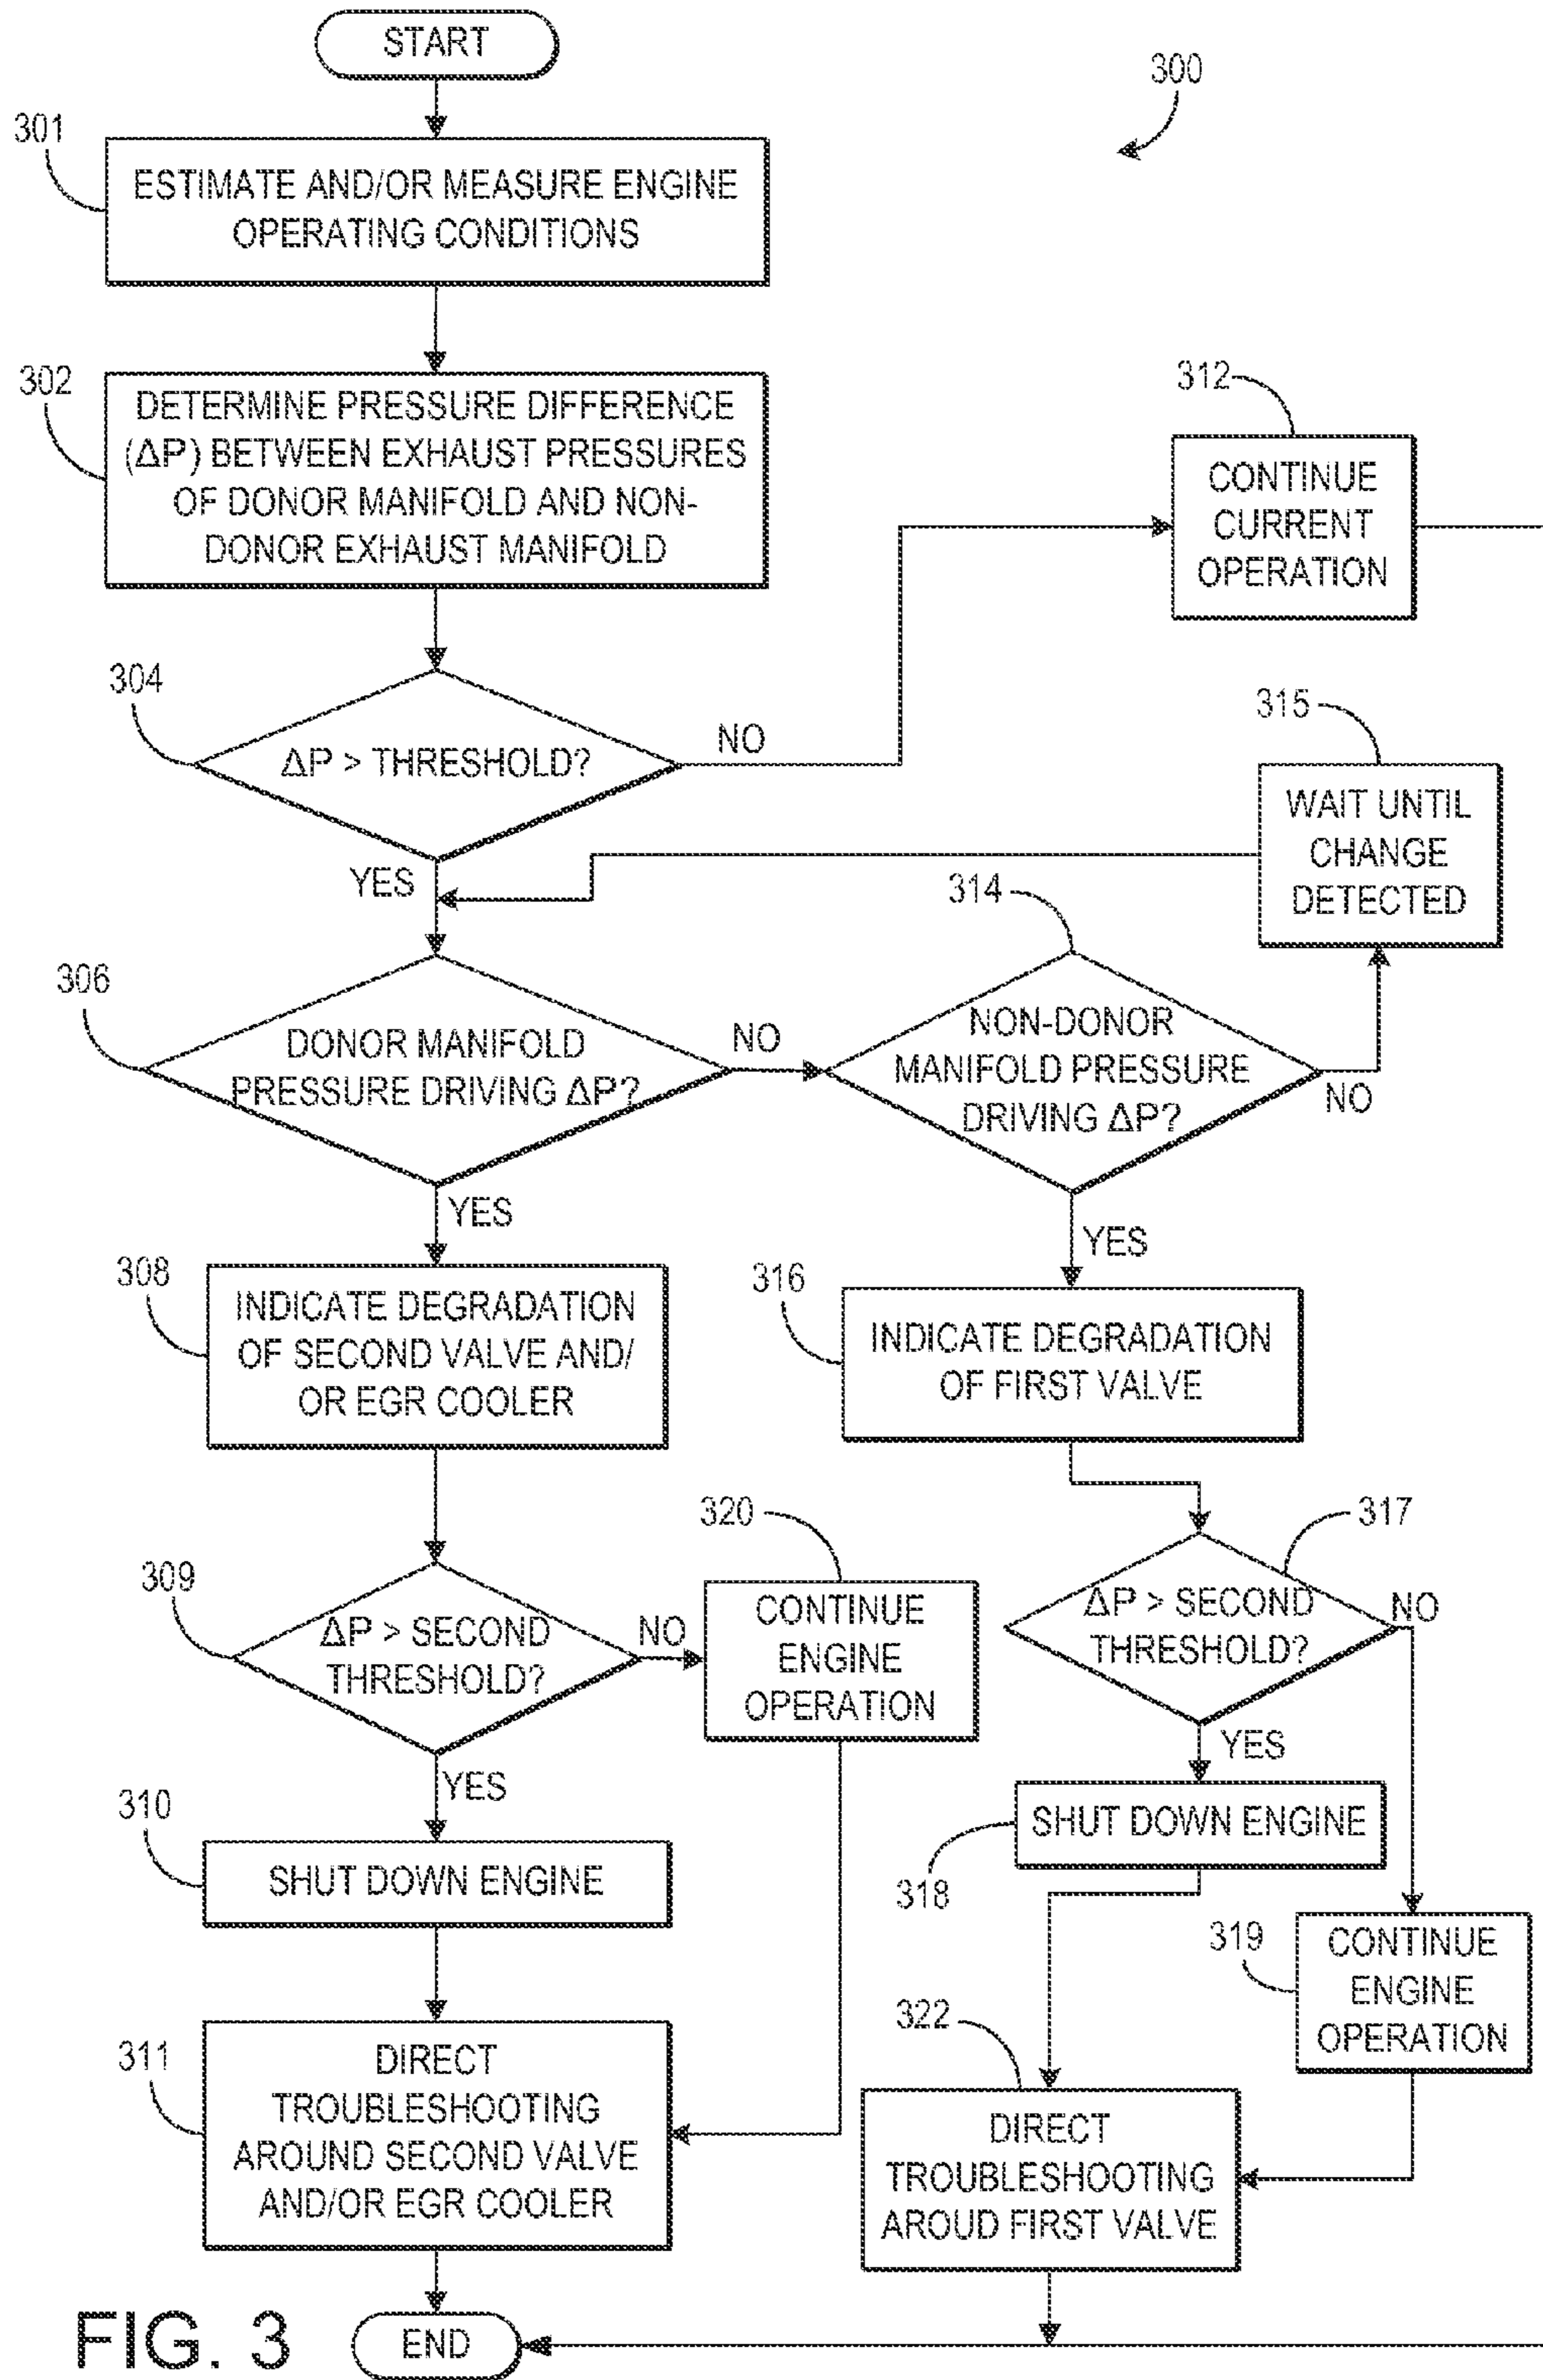 START
300
301
ESTIMATE AND/OR MEASURE ENGINE
OPERATING CONDITIONS
302
DETERMINE PRESSURE DIFFERENCE
(ΔP) BETWEEN EXHAUST PRESSURES
OF DONOR MANIFOLD AND NON-
DONOR EXHAUST MANIFOLD
312
CONTINUE
CURRENT
OPERATION
304
ΔP > THRESHOLD?
NO
YES
315
WAIT UNTIL
CHANGE
DETECTED
306
DONOR MANIFOLD
PRESSURE DRIVING ΔP?
NO
YES
314
NON-DONOR
MANIFOLD PRESSURE
DRIVING ΔP?
NO
YES
308
INDICATE DEGRADATION
OF SECOND VALVE AND/
OR EGR COOLER
316
INDICATE DEGRADATION
OF FIRST VALVE
309
ΔP > SECOND
THRESHOLD?
NO
YES
320
CONTINUE
ENGINE
OPERATION
317
ΔP > SECOND
THRESHOLD?
NO
YES
310
SHUT DOWN ENGINE
318
SHUT DOWN ENGINE
319
CONTINUE
ENGINE
OPERATION
311
DIRECT
TROUBLESHOOTING
AROUND SECOND VALVE
AND/OR EGR COOLER
322
DIRECT
TROUBLESHOOTING
AROUD FIRST VALVE
FIG. 3
END